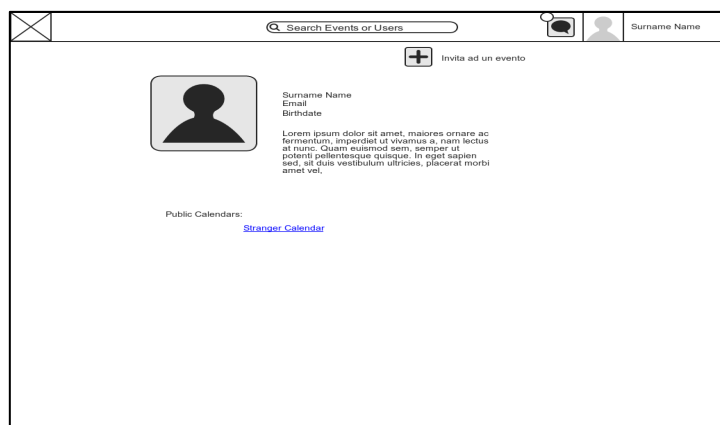 Search Events or Users
Surname Name
Invita ad un evento
Surname Name
Email
Birthdate
Lorem ipsum dolor sit amet, maiores ornare ac
fermentum, imperdiet ut vivamus a, nam lectus
at nunc. Quam euismod sem, semper ut
potenti pellentesque quisque. In eget sapien
sed, sit duis vestibulum ultricies, placerat morbi
amet vel,
Public Calendars:
Stranger Calendar